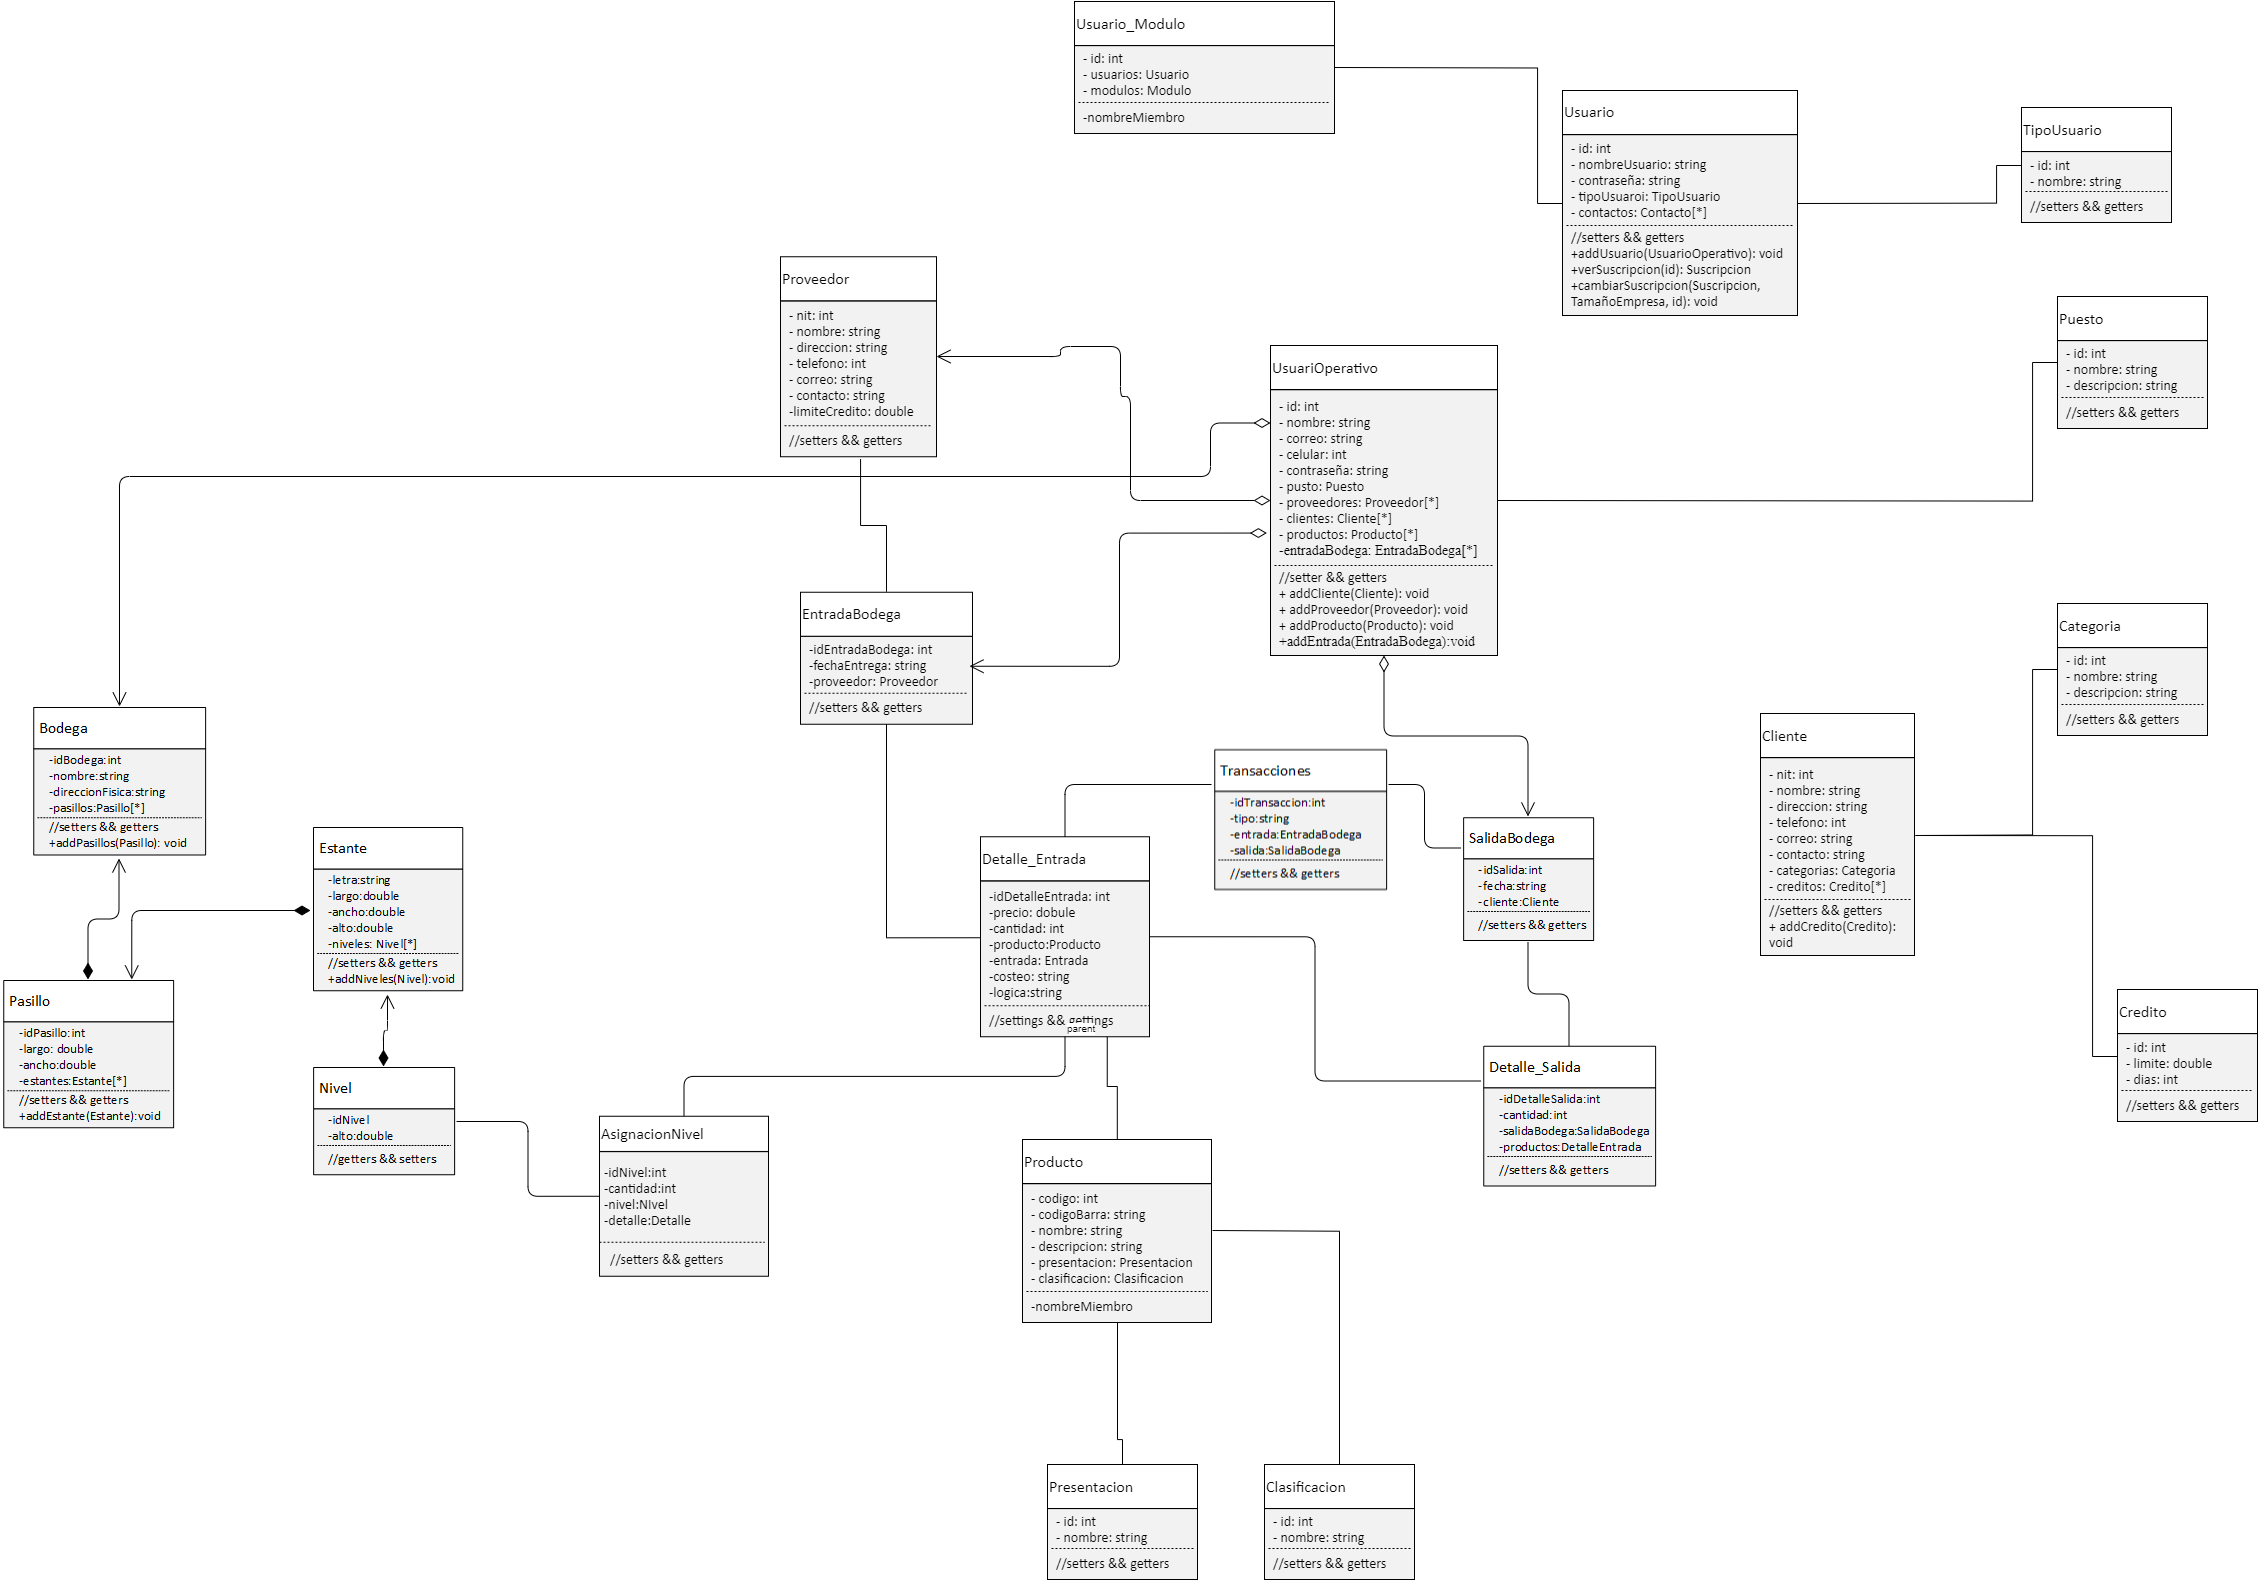 Usuario_Modulo
- id: int
- usuarios: Usuario
- modulos: Modulo
-nombreMiembro
Usuario
- id: int
- nombreUsuario: string
- contraseña: string
- tipoUsuaroi: TipoUsuario
- contactos: Contacto[*]
//setters && getters
+addUsuario(UsuarioOperativo): void
+verSuscripcion(id): Suscripcion
+cambiarSuscripcion(Suscripcion,
TamañoEmpresa, id): void
TipoUsuario
- id: int
- nombre: string
//setters && getters
Proveedor
- nit: int
- nombre: string
- direccion: string
- telefono: int
- correo: string
- contacto: string
-limiteCredito: double
//setters && getters
UsuariOperativo
- id: int
- nombre: string
- correo: string
- celular: int
- contraseña: string
- pusto: Puesto
- proveedores: Proveedor[*]
- clientes: Cliente[*]
- productos: Producto[*]
-entradaBodega: EntradaBodega[*]
//setter && getters
+ addCliente(Cliente): void
+ addProveedor(Proveedor): void
+ addProducto(Producto): void
+addEntrada(EntradaBodega):void
Puesto
- id: int
- nombre: string
- descripcion: string
//setters && getters
EntradaBodega
-idEntradaBodega: int
-fechaEntrega: string
-proveedor: Proveedor
//setters && getters
Categoria
- id: int
- nombre: string
- descripcion: string
//setters && getters
Bodega
-idBodega:int
-nombre:string
-direccionFisica:string
-pasillos:Pasillo[*]
//setters && getters
+addPasillos(Pasillo): void
Estante
-letra:string
-largo:double
-ancho:double
-alto:double
-niveles: Nivel[*]
//setters && getters
+addNiveles(Nivel):void
Transacciones
-idTransaccion:int
-tipo:string
-entrada:EntradaBodega
-salida:SalidaBodega
//setters && getters
SalidaBodega
-idSalida:int
-fecha:string
-cliente:Cliente
//setters && getters
Cliente
- nit: int
- nombre: string
- direccion: string
- telefono: int
- correo: string
- contacto: string
- categorias: Categoria
- creditos: Credito[*]
//setters && getters
+ addCredito(Credito):
void
Detalle_Entrada
-idDetalleEntrada: int
-precio: dobule
-cantidad: int
-producto:Producto
-entrada: Entrada
-costeo: string
-logica:string
//settings && gettings
parent
Pasillo
-idPasillo:int
-largo: double
-ancho:double
-estantes:Estante[*]
//setters && getters
+addEstante(Estante):void
Credito
- id: int
- limite: double
- dias: int
//setters && getters
Nivel
-idNivel
-alto:double
//getters && setters
Detalle_Salida
-idDetalleSalida:int
-cantidad:int
-salidaBodega:SalidaBodega
-productos:DetalleEntrada
//setters && getters
AsignacionNivel
-idNivel:int
-cantidad:int
-nivel:NIvel
-detalle:Detalle
//setters && getters
Producto
- codigo: int
- codigoBarra: string
- nombre: string
- descripcion: string
- presentacion: Presentacion
- clasificacion: Clasificacion
-nombreMiembro
Presentacion
- id: int
- nombre: string
//setters && getters
Clasificacion
- id: int
- nombre: string
//setters && getters